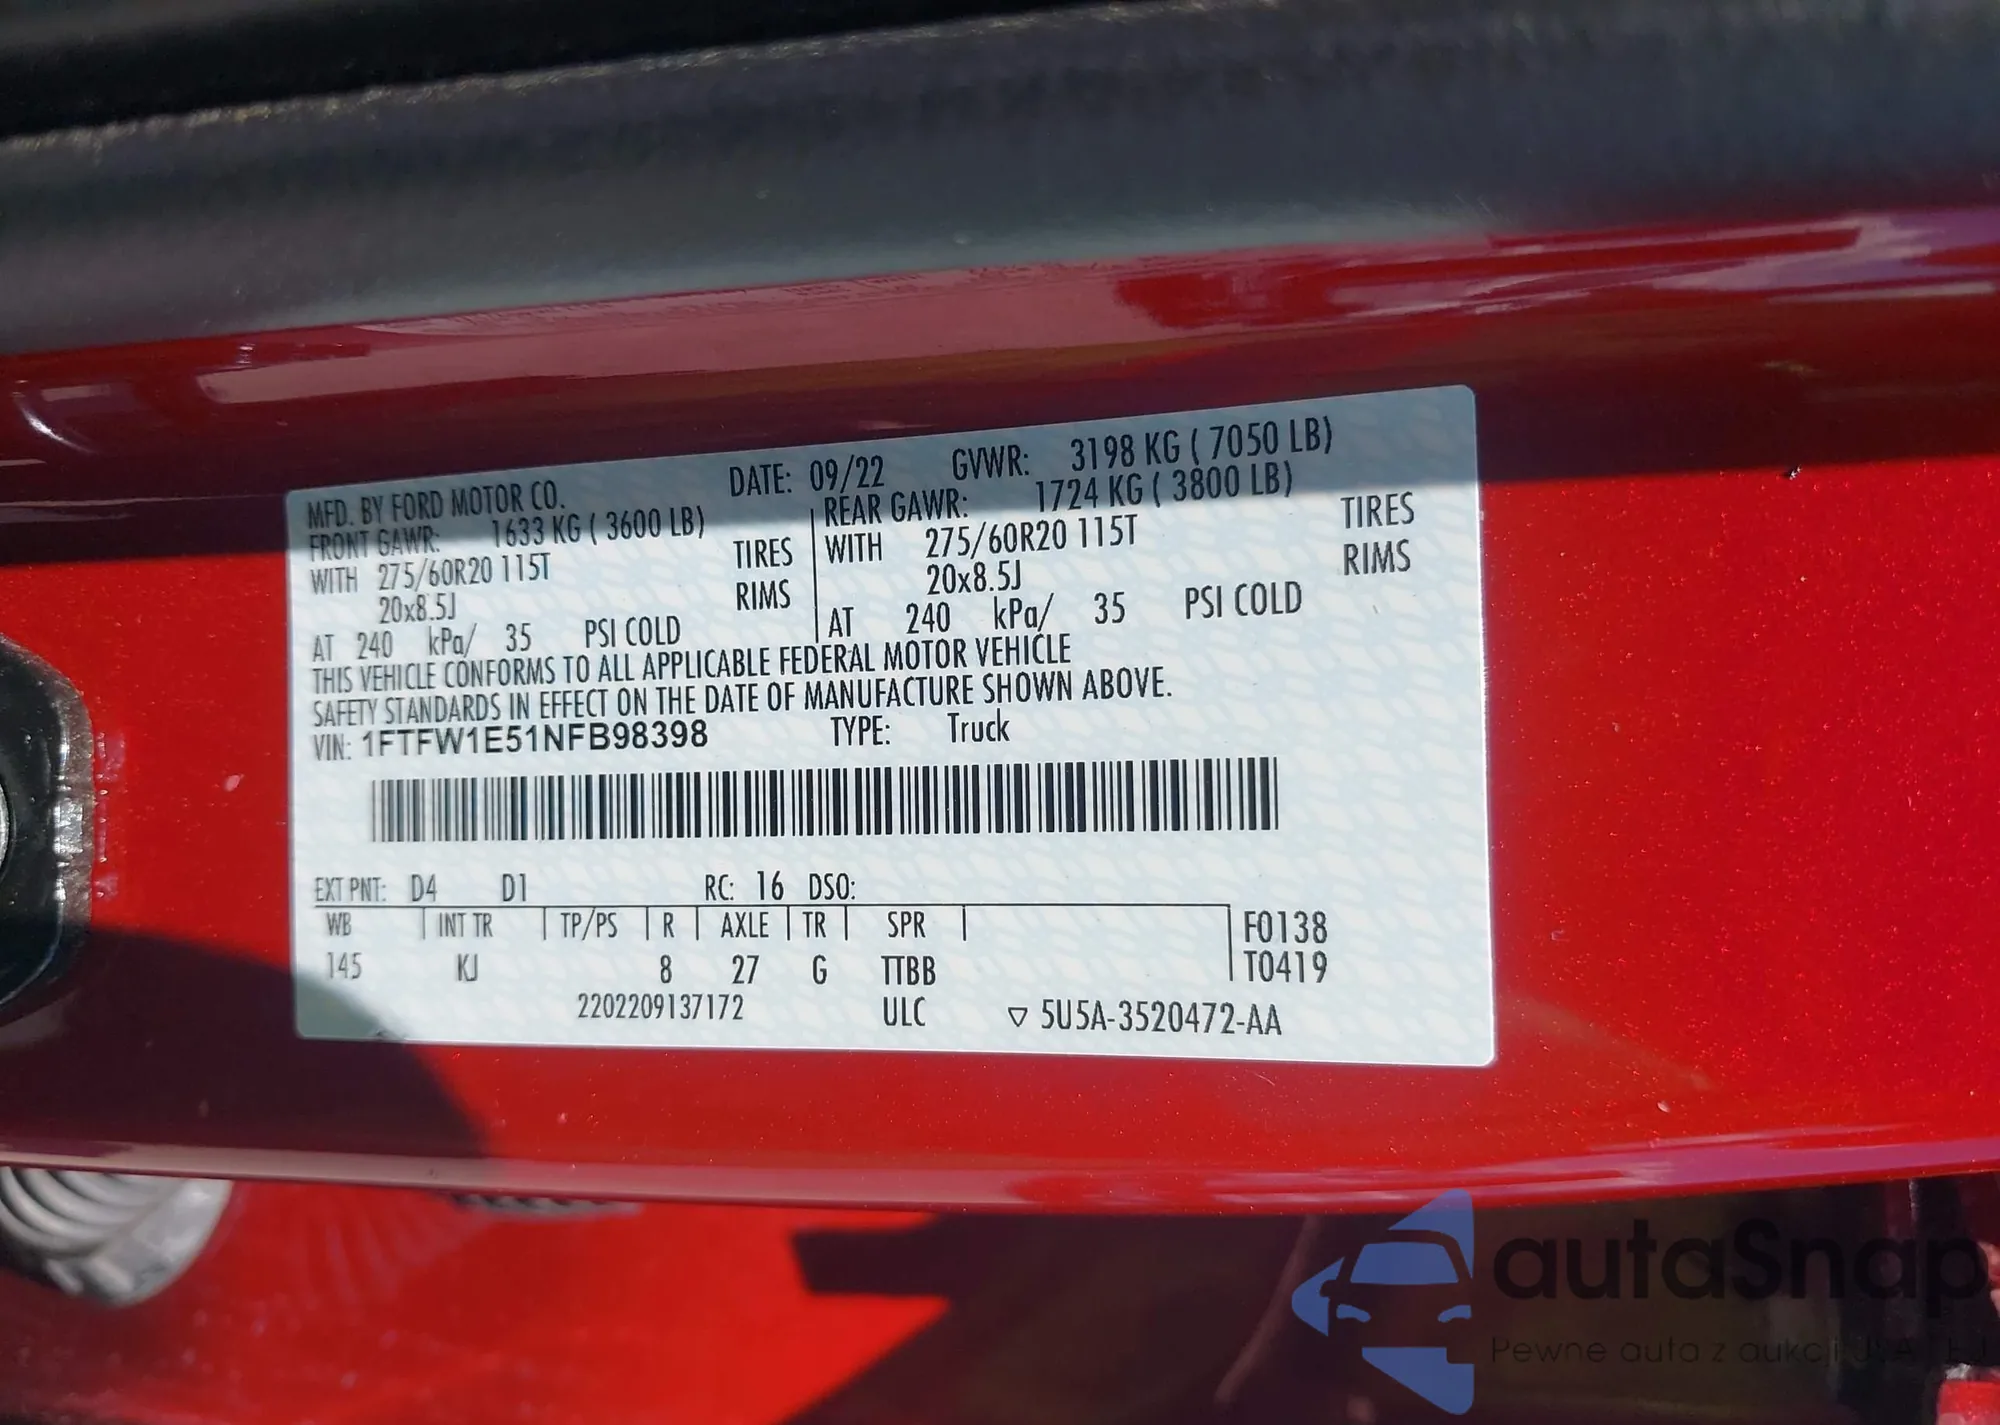 MFD. BY FORD MOTOR CO. DATE: 09/22 GVWR: 3198 KG ( 7050 LB)
FRONT GAWR: 1633 KG ( 3600 LB) REAR GAWR: 1724 KG ( 3800 LB)
WITH 275/60R20 115T TIRES WITH 275/60R20 115T TIRES
20x8.5J RIMS 20x8.5J RIMS
AT 240 kPa/ 35 PSI COLD AT 240 kPa/ 35 PSI COLD
THIS VEHICLE CONFORMS TO ALL APPLICABLE FEDERAL MOTOR VEHICLE
SAFETY STANDARDS IN EFFECT ON THE DATE OF MANUFACTURE SHOWN ABOVE.
VIN: 1FTFW1E51NFB98398 TYPE: Truck
EXT PNT: D4 D1 RC: 16 DSO:
WB INT TR TP/PS R AXLE TR SPR F0138
145 KJ 8 27 G TTBB T0419
2202209137172 ULC ▽ 5U5A-3520472-AA
autaSnap
Pewne auta z aukcji